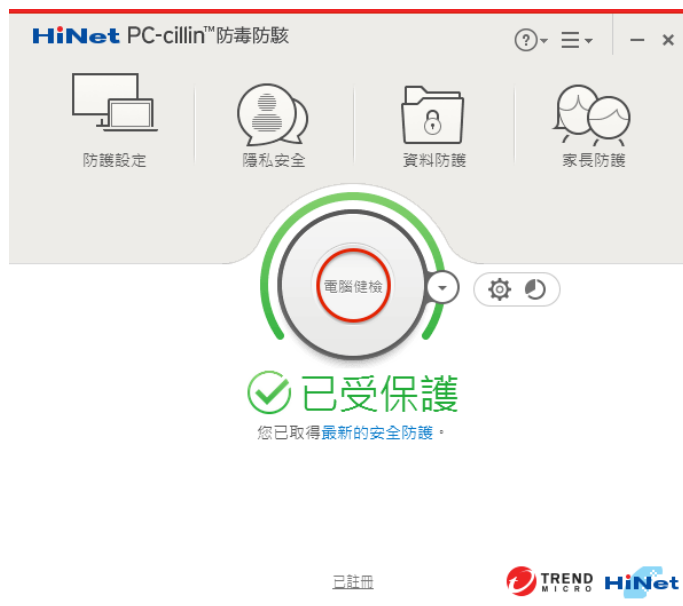 HiNet PC-cillin™防毒防駭
防護設定
隱私安全
資料防護
家長防護
電腦健檢
已受保護
您已取得最新的安全防護。
已註冊
TREND MICRO
HiNet